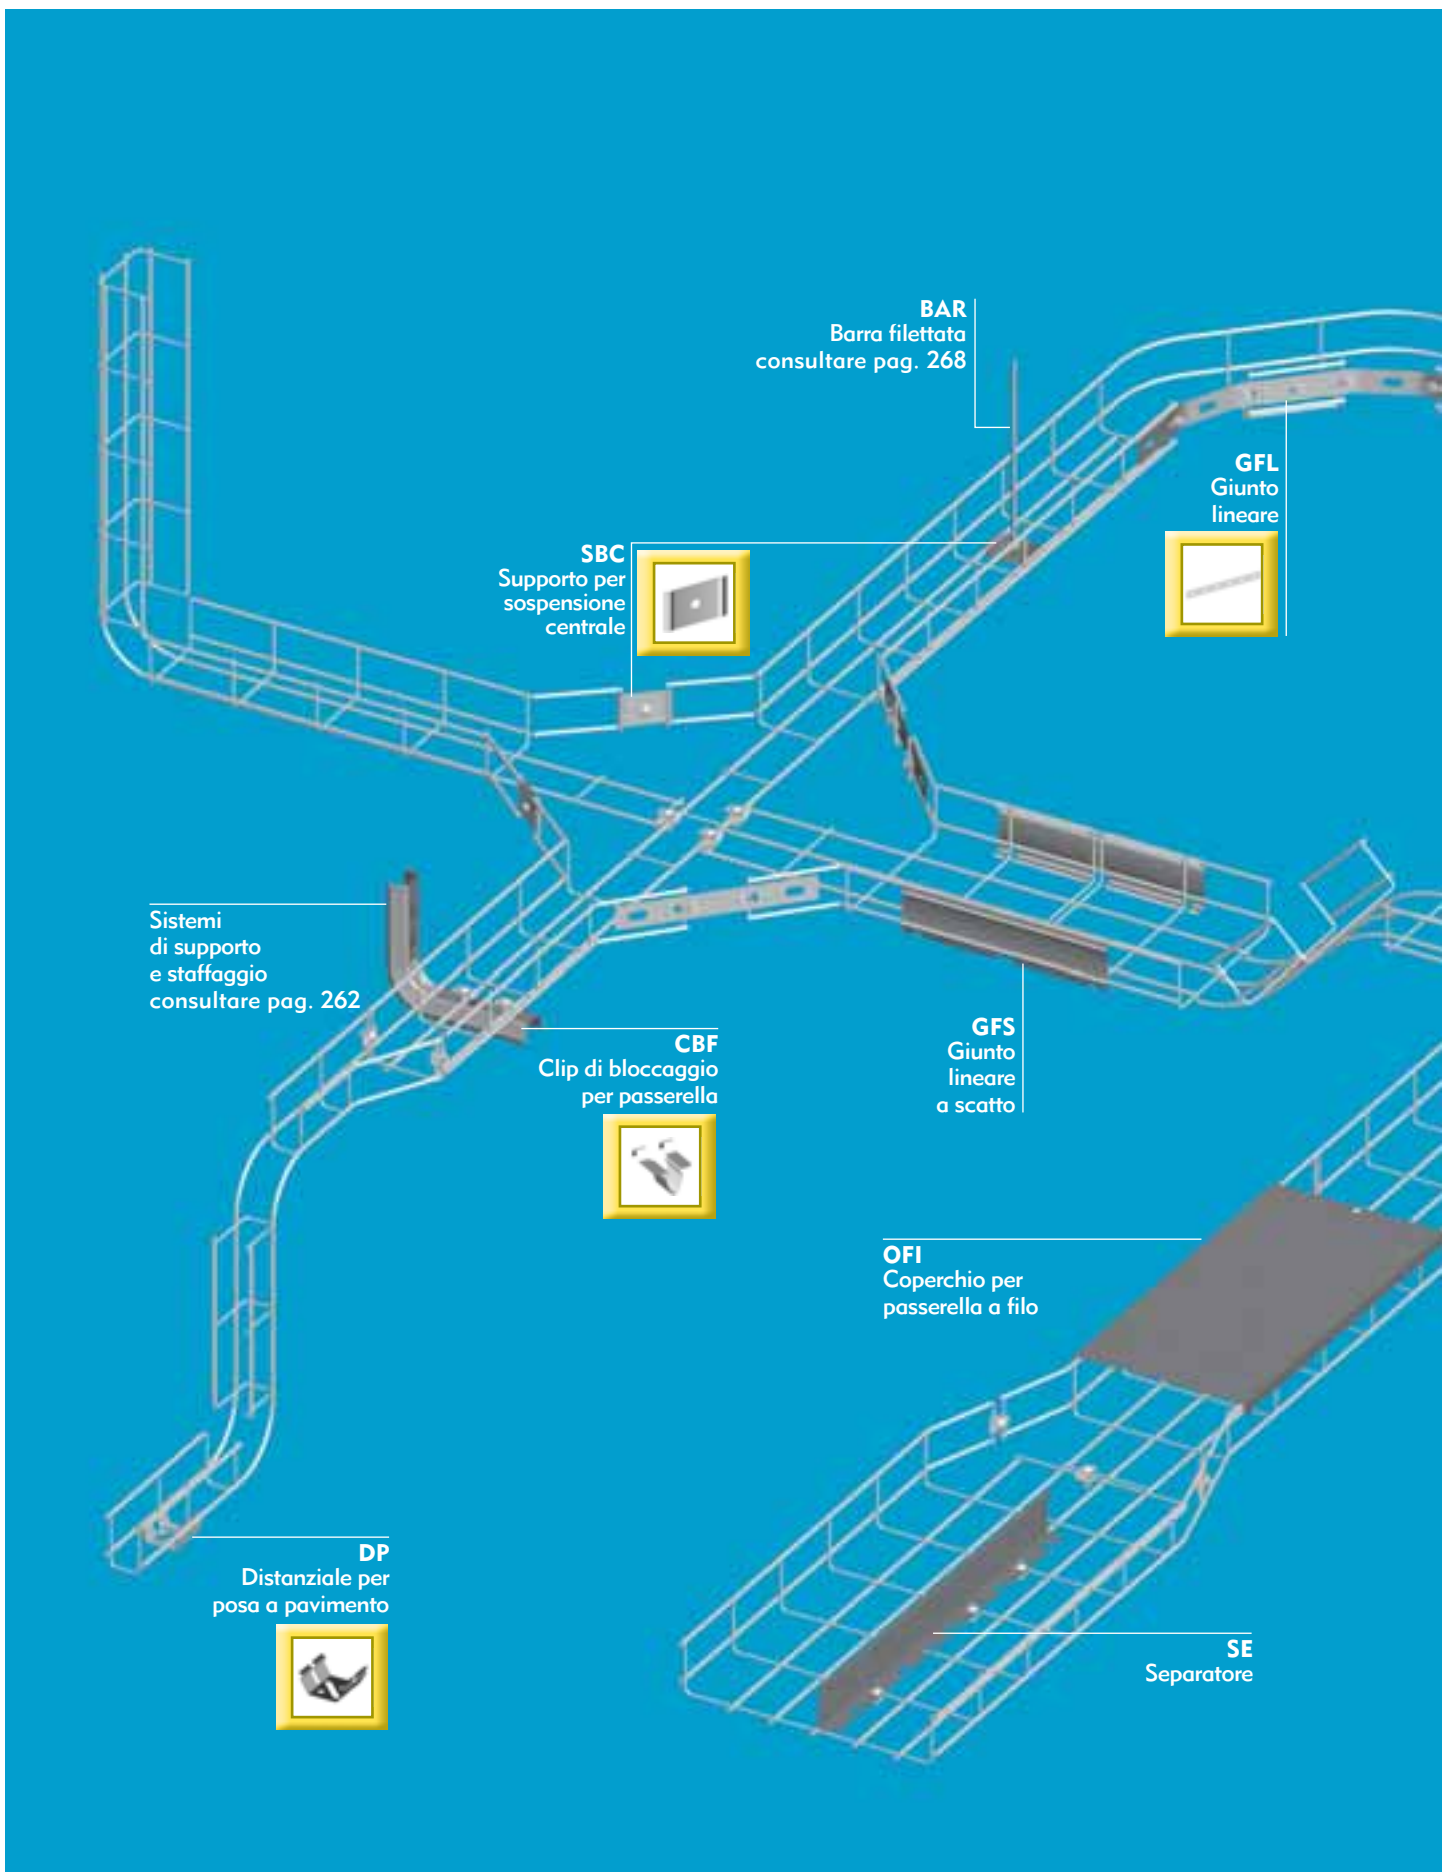 BAR
Barra filettata
consultare pag. 268
GFL
Giunto
lineare
SBC
Supporto per
sospensione
centrale
Sistemi
di supporto
e staffaggio
consultare pag. 262
CBF
Clip di bloccaggio
per passerella
GFS
Giunto
lineare
a scatto
OFI
Coperchio per
passerella a filo
DP
Distanziale per
posa a pavimento
SE
Separatore